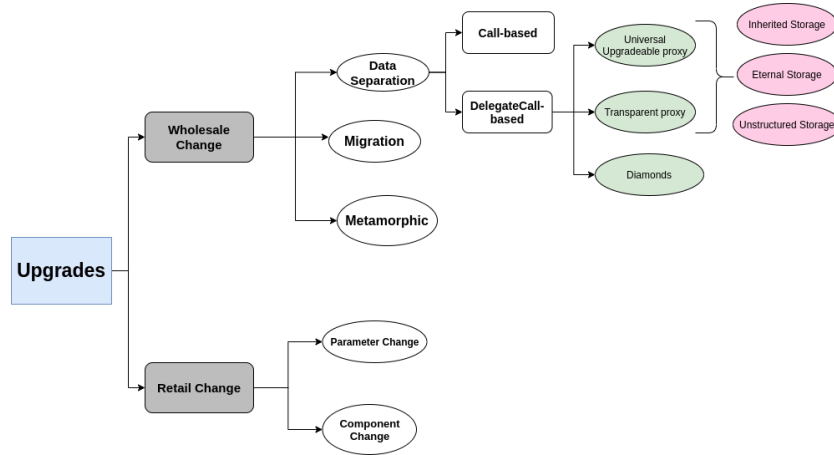 Upgrades
Wholesale
Change
Data
Separation
Call-based
DelegateCall-
based
Universal
Upgradeable proxy
Transparent proxy
Diamonds
Inherited Storage
Eternal Storage
Unstructured Storage
Migration
Metamorphic
Retail Change
Parameter Change
Component
Change